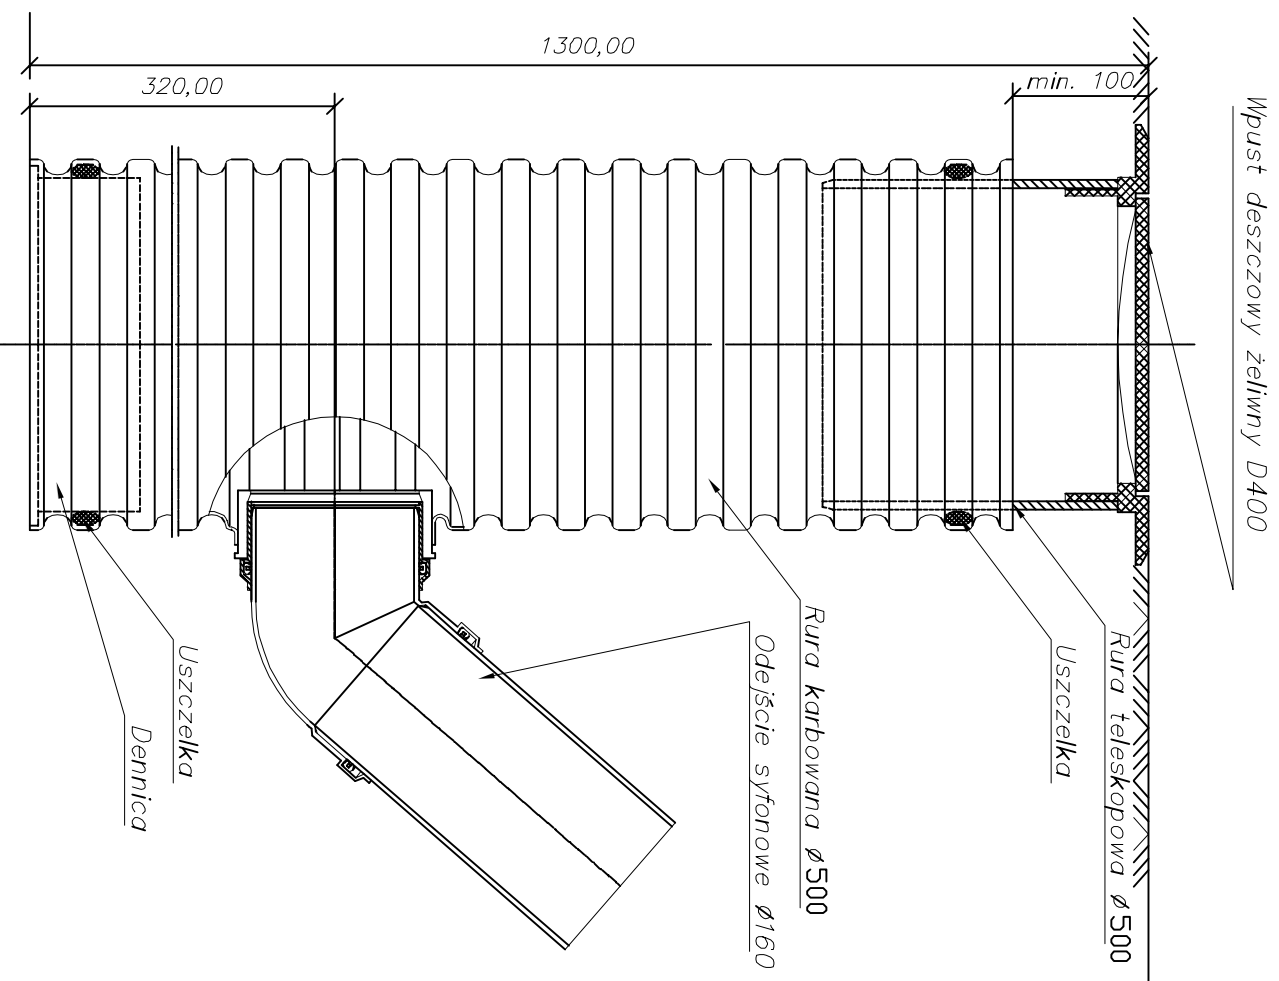 1300,00
320,00
min. 100
Wpust deszczowy żeliwny D400
Rura teleskopowa ø500
Uszczelka
Rura karbowana ø500
Odejście syfonowe ø160
Uszczelka
Dennica